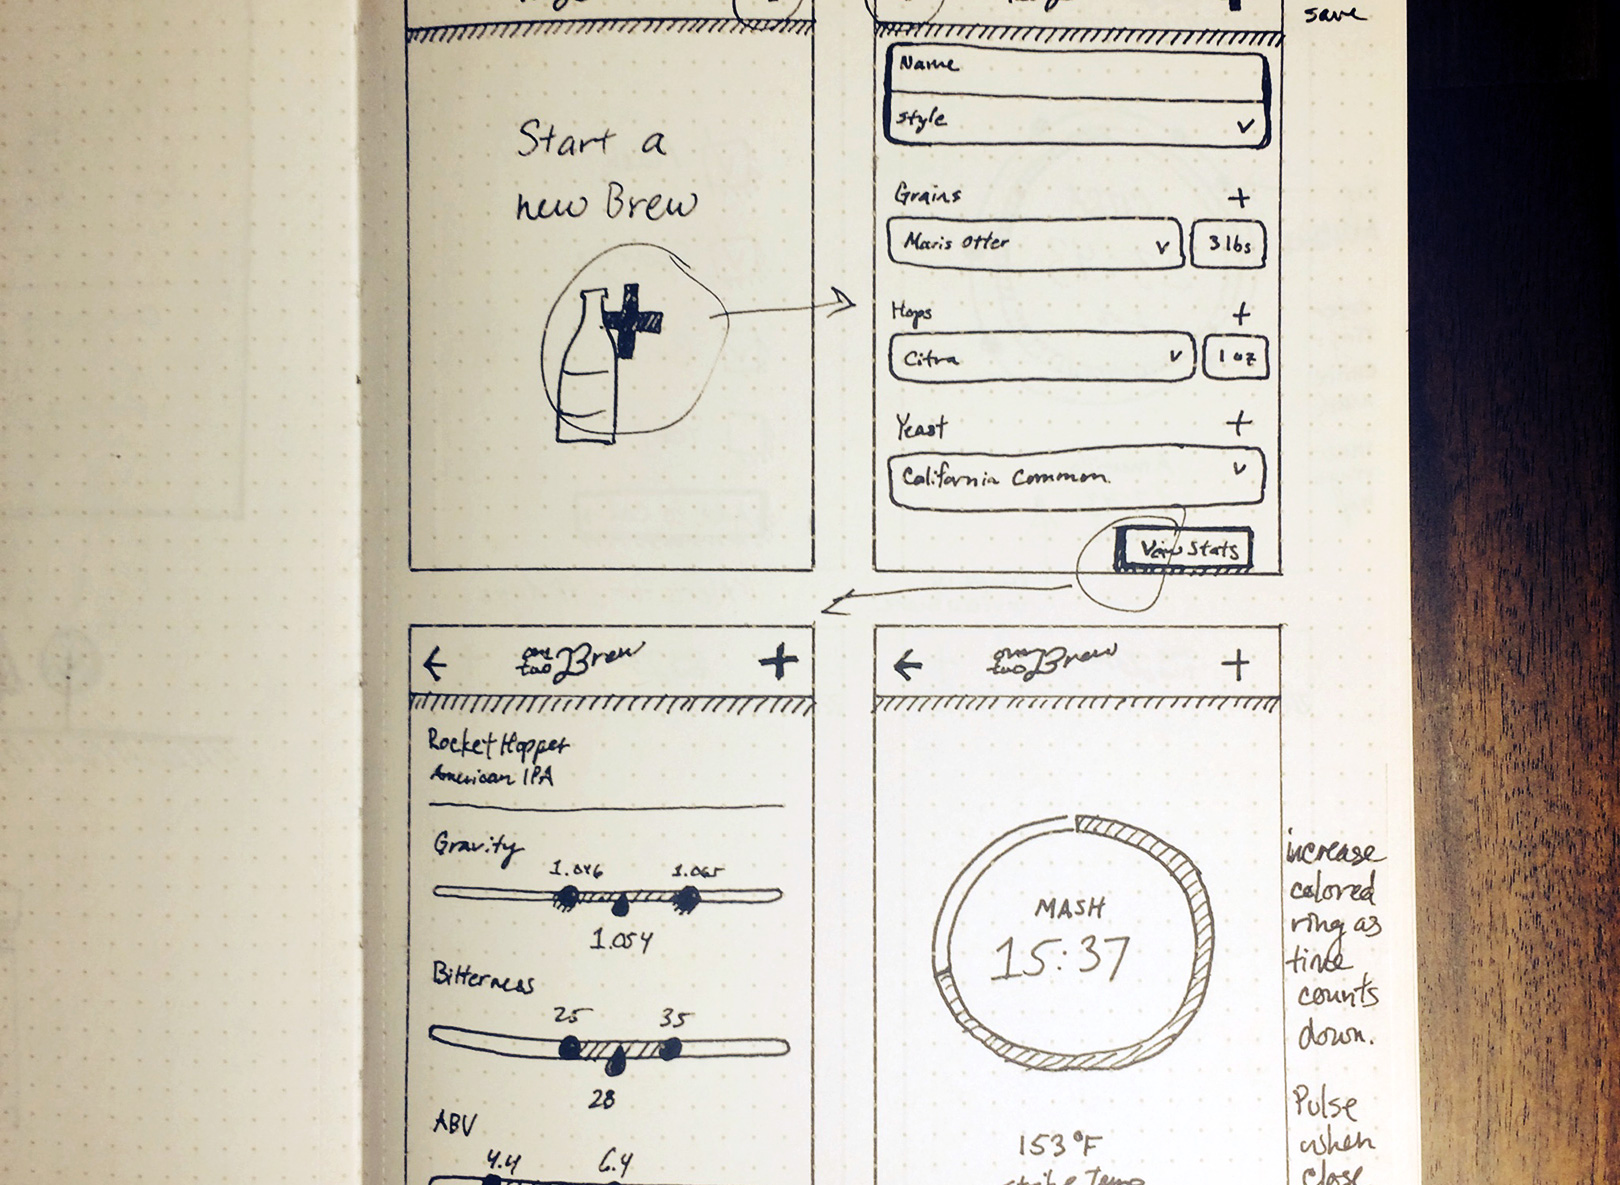 save
Start a
new Brew
Name
Style
Grains +
Maris Otter
3 lbs
Hops +
Citra
1 oz
Yeast +
California Common
View Stats
one two Brew
Rocket Hopper
American IPA
Gravity
1.046 1.065
1.054
Bitterness
25 35
28
ABV
4.4 6.4
one two Brew
MASH
15:37
153°F
strike Temp
increase
colored
ring as
time
counts
down.
Pulse
when
close